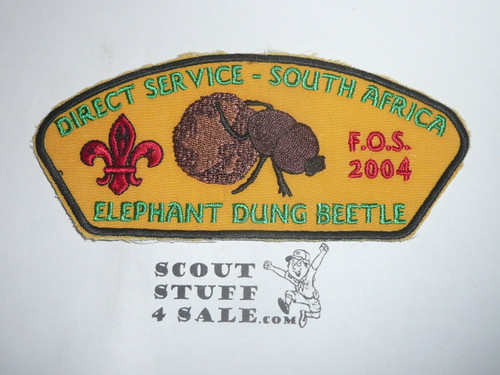 DIRECT SERVICE - SOUTH AFRICA
F.O.S.
2004
ELEPHANT DUNG BEETLE
SCOUT
STUFF
4 SALE.com